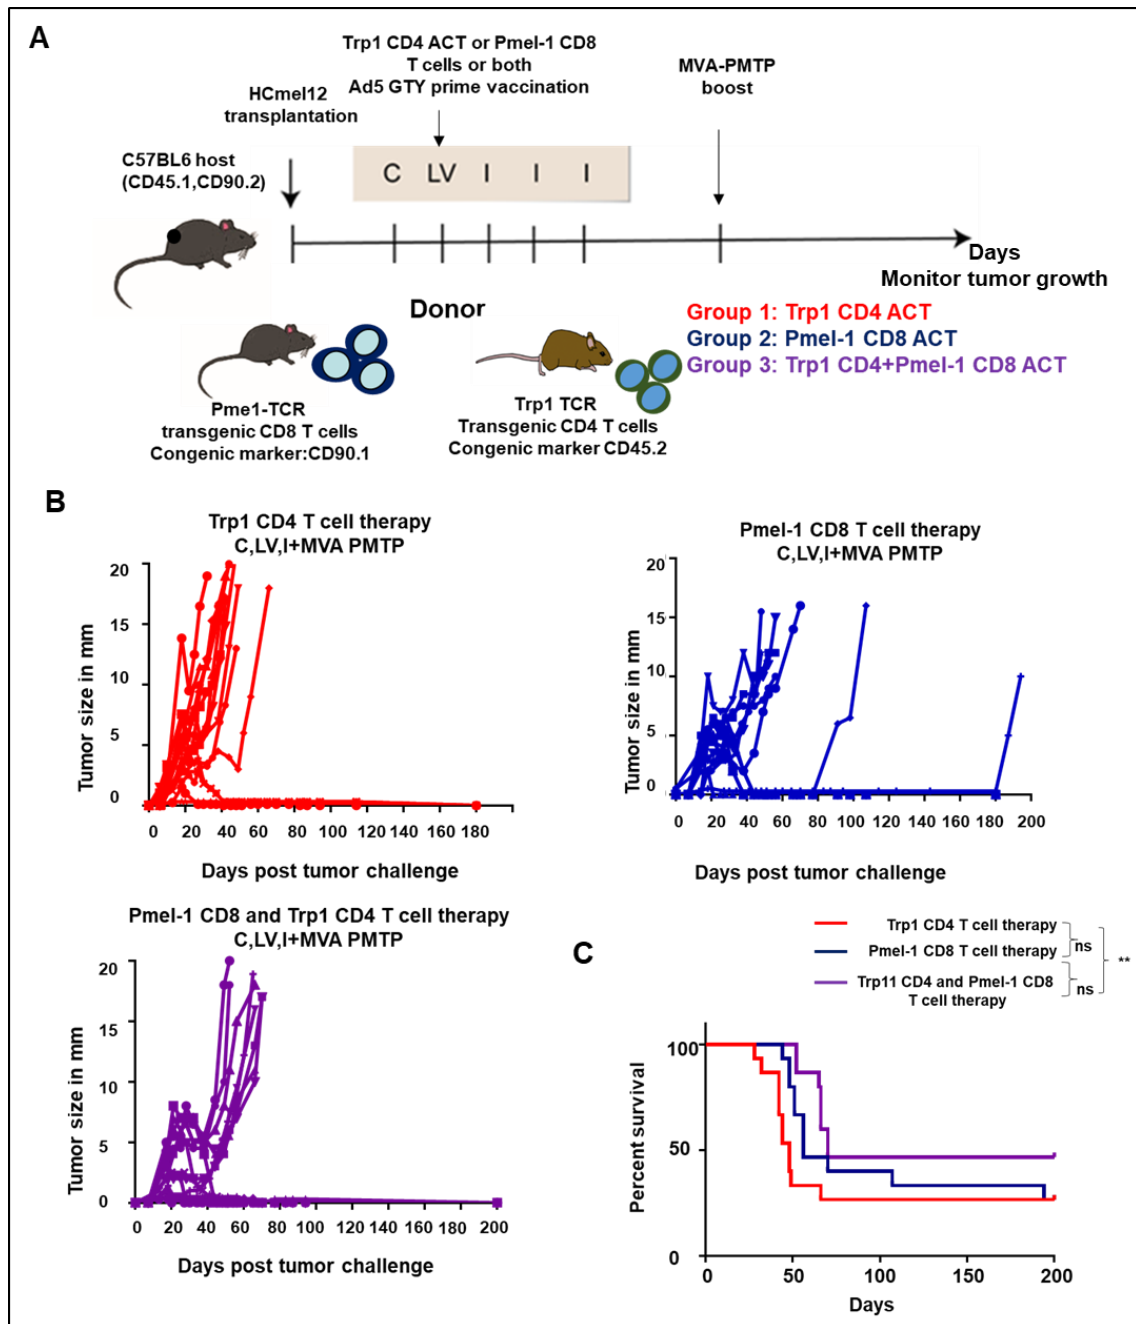 A
Trp1 CD4 ACT or Pmel-1 CD8
T cells or both
Ad5 GTY prime vaccination
MVA-PMTP
boost
HCmel12
transplantation
C57BL6 host
(CD45.1,CD90.2)
C LV I I I
Days
Monitor tumor growth
Donor
Group 1: Trp1 CD4 ACT
Group 2: Pmel-1 CD8 ACT
Group 3: Trp1 CD4+Pmel-1 CD8 ACT
Pme1-TCR
transgenic CD8 T cells
Congenic marker:CD90.1
Trp1 TCR
Transgenic CD4 T cells
Congenic marker CD45.2
B
Trp1 CD4 T cell therapy
C,LV,I+MVA PMTP
Tumor size in mm
20
15
10
5
0
0 20 40 60 80 100 120 140 160 180
Days post tumor challenge
Pmel-1 CD8 T cell therapy
C,LV,I+MVA PMTP
Tumor size in mm
20
15
10
5
0
0 20 40 60 80 100 120 140 160 180 200
Days post tumor challenge
Pmel-1 CD8 and Trp1 CD4 T cell therapy
C,LV,I+MVA PMTP
Tumor size in mm
20
15
10
5
0
0 20 40 60 80 100 120 140 160 180 200
Days post tumor challenge
C
Trp1 CD4 T cell therapy
Pmel-1 CD8 T cell therapy
Trp11 CD4 and Pmel-1 CD8
T cell therapy
ns
ns
**
Percent survival
100
50
0
0 50 100 150 200
Days